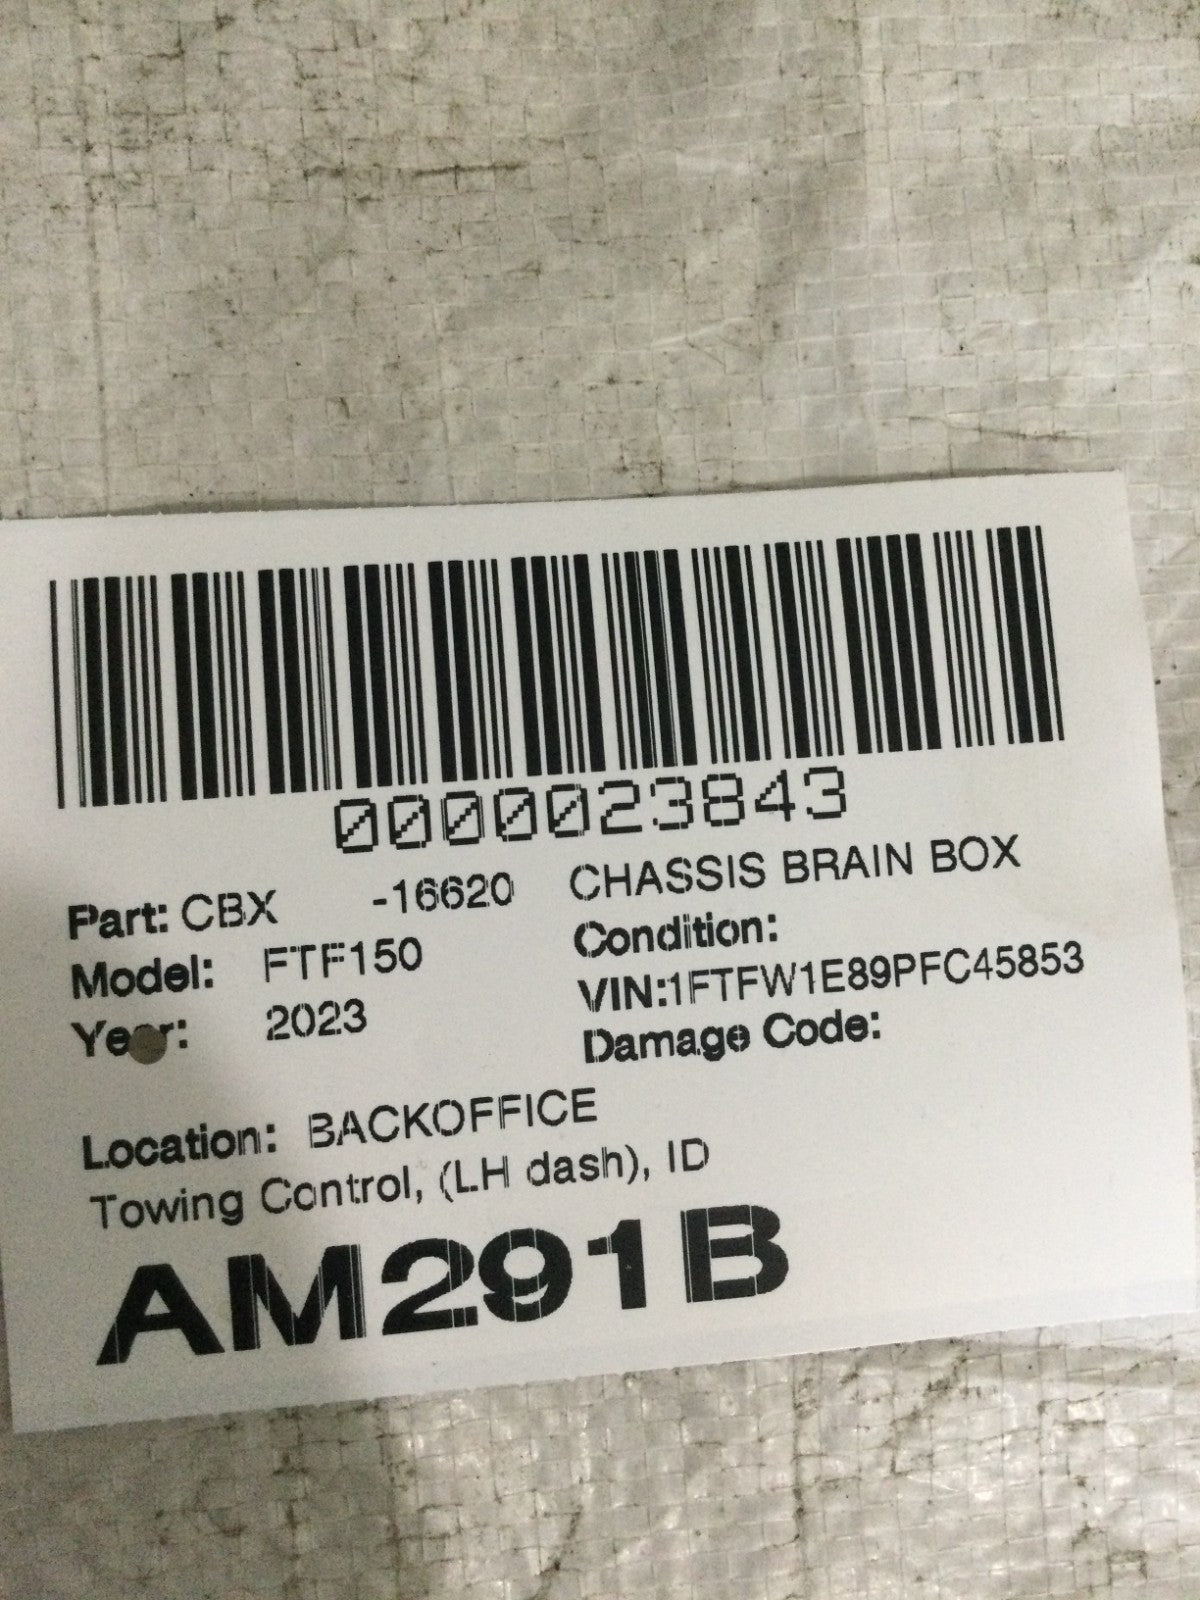 0000023843
Part: CBX -16620 CHASSIS BRAIN BOX
Model: FTF150 Condition:
Year: 2023 VIN:1FTFW1E89PFC45853
Damage Code:
Location: BACKOFFICE
Towing Control, (LH dash), ID
AM291B